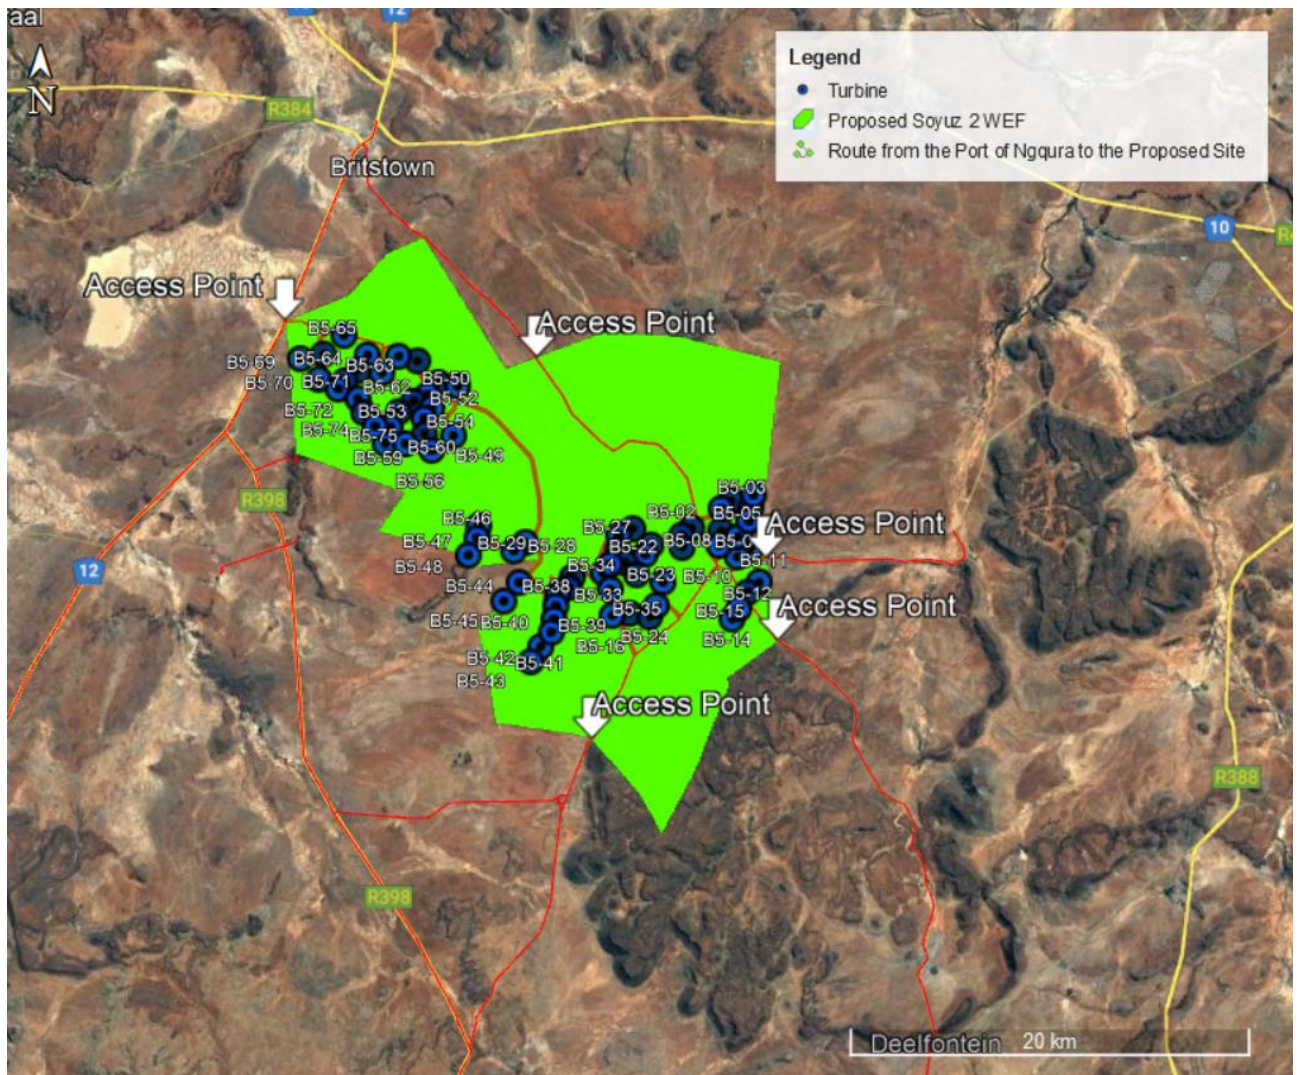 aal
12
N
R384
Britstown
Legend
Turbine
Proposed Soyuz 2 WEF
Route from the Port of Ngqura to the Proposed Site
10
Access Point
Access Point
B5-65
B5-69
B5-64
B5-63
B5-70
B5-71
B5-62
B5-50
B5-52
B5-72
B5-53
B5-54
B5-74
B5-75
B5-60
B5-59
B5-49
B5-56
R398
B5-03
B5-46
B5-27
B5-02
B5-05
Access Point
B5-47
B5-29
B5-28
B5-22
B5-08
B5-0
B5-48
B5-34
B5-11
12
B5-44
B5-38
B5-33
B5-23
B5-10
B5-12
B5-45
B5-40
B5-39
B5-35
B5-15
Access Point
B5-16
B5-24
B5-14
B5-42
B5-41
B5-43
Access Point
R388
R398
Deelfontein
20 km